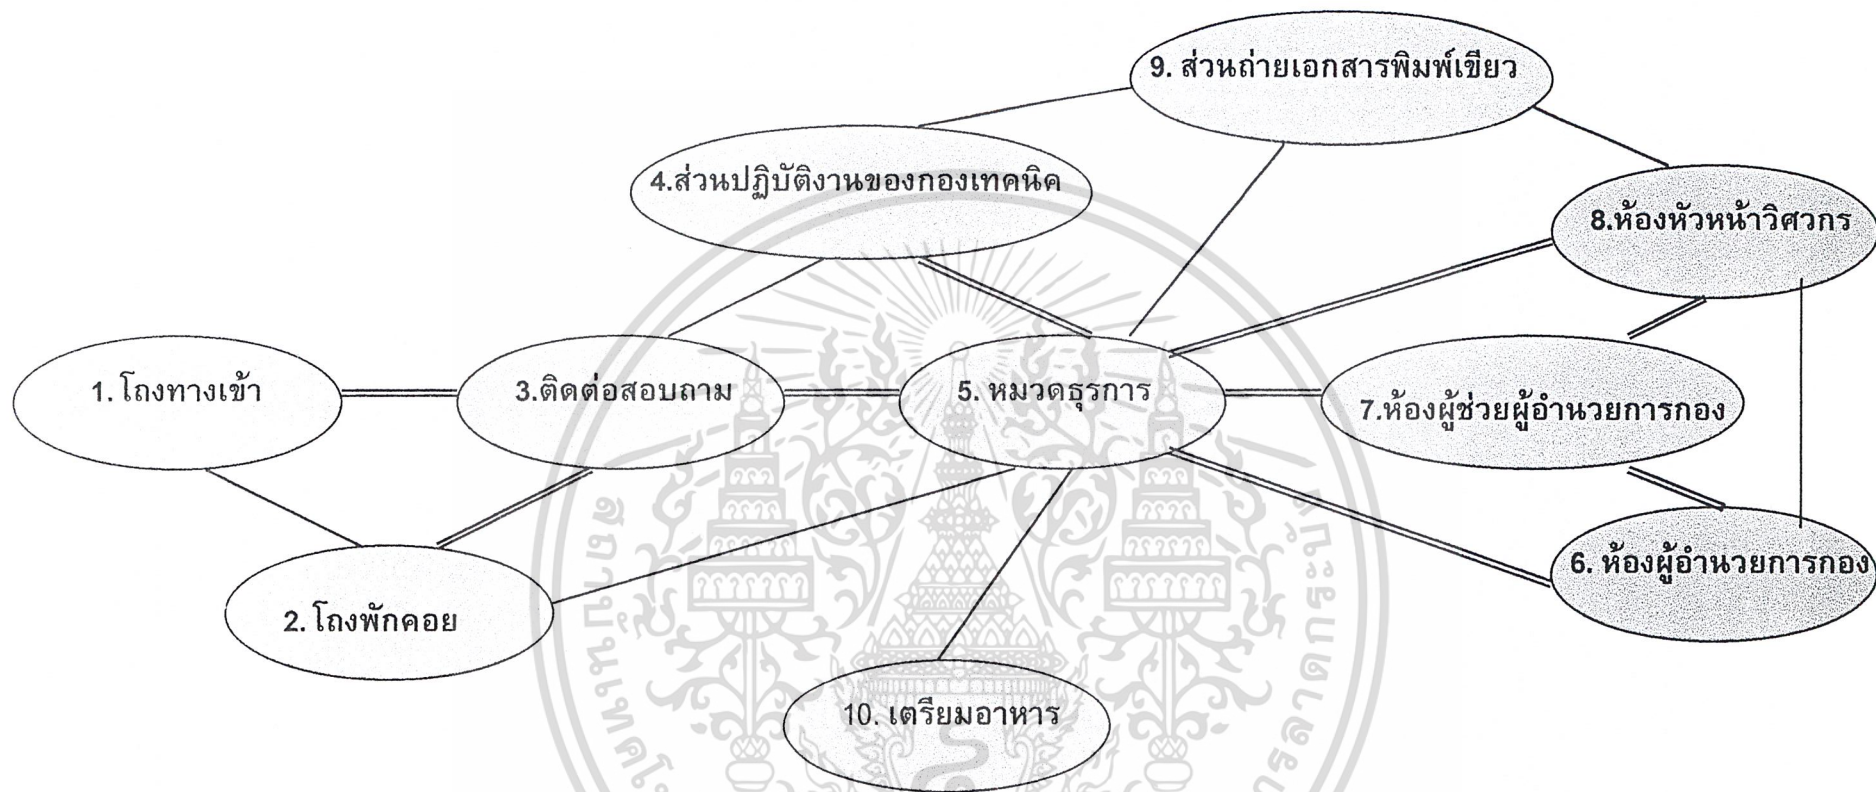 9. ส่วนถ่ายเอกสารพิมพ์เขียว
4.ส่วนปฏิบัติงานของกองเทคนิค
8.ห้องหัวหน้าวิศวกร
1. โถงทางเข้า
3.ติดต่อสอบถาม
5. หมวดธุรการ
7.ห้องผู้ช่วยผู้อำนวยการกอง
2. โถงพักคอย
6. ห้องผู้อำนวยการกอง
10. เตรียมอาหาร